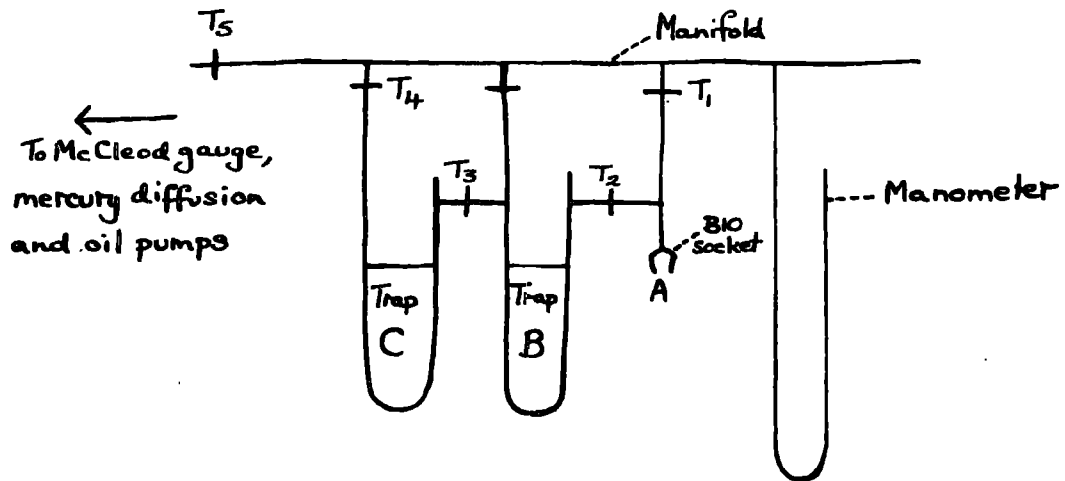 T5
Manifold
T4
T1
To McCleod gauge,
mercury diffusion
and oil pumps
T3
T2
Manometer
B10
socket
A
Trap
C
Trap
B